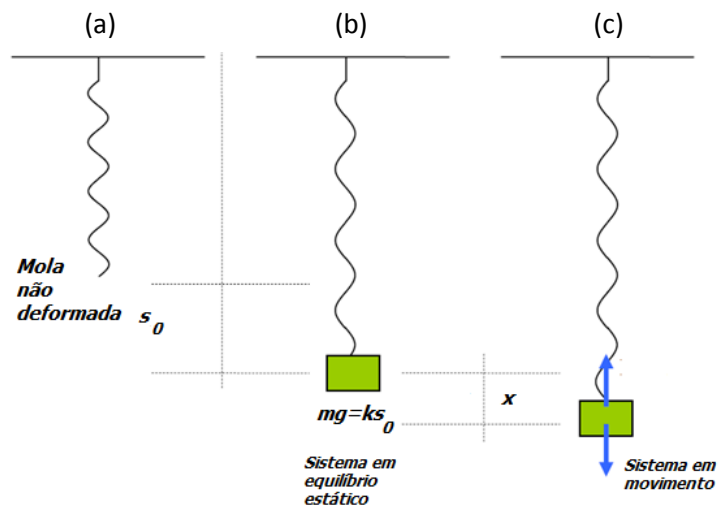 (a)
(b)
(c)
Mola
não
deformada
s0
mg=ks0
x
Sistema em
equilíbrio
estático
Sistema em
movimento